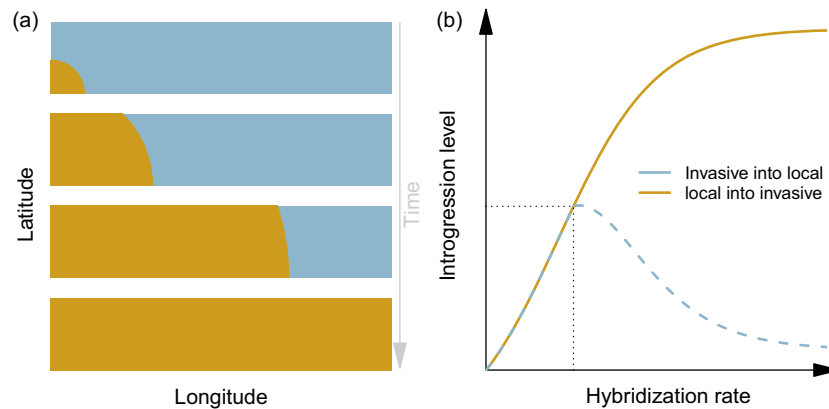 (a)
Latitude
Time
Longitude
(b)
Introgression level
Invasive into local
local into invasive
Hybridization rate